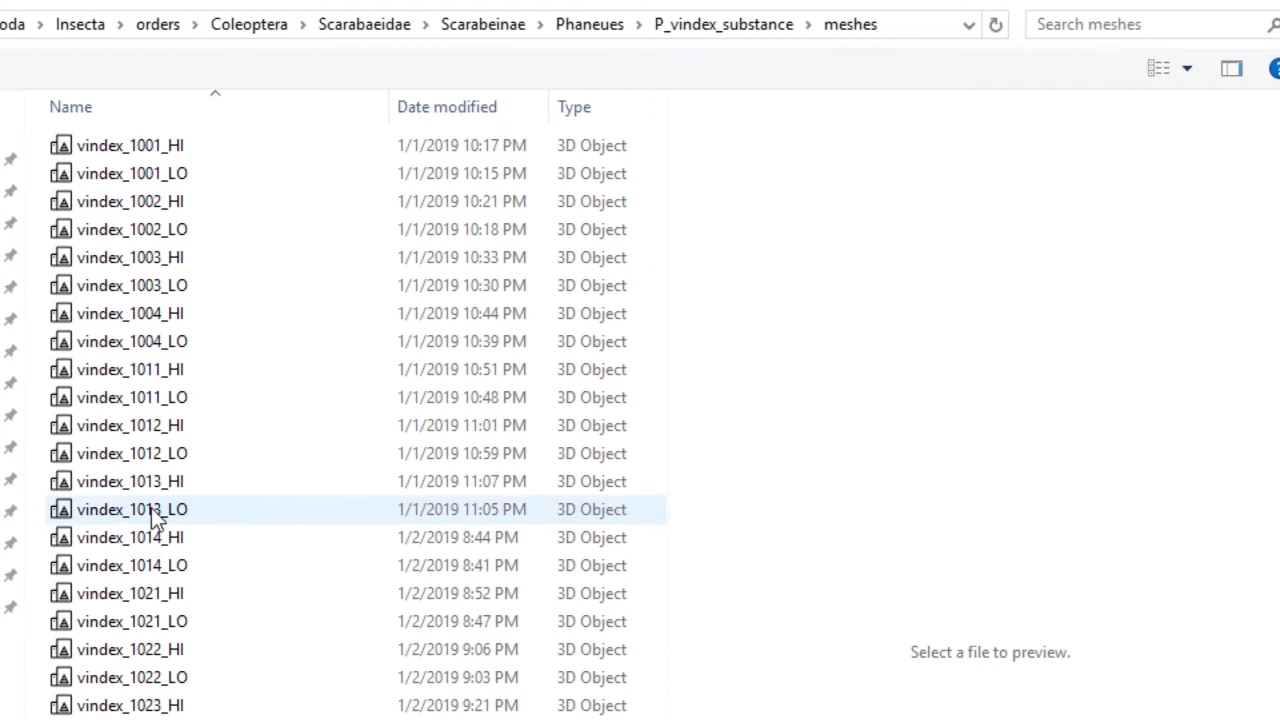 oda > Insecta > orders > Coleoptera > Scarabaeidae > Scarabeinae > Phaneues > P_vindex_substance > meshes Search meshes
Name Date modified Type
vindex_1001_HI 1/1/2019 10:17 PM 3D Object
vindex_1001_LO 1/1/2019 10:15 PM 3D Object
vindex_1002_HI 1/1/2019 10:21 PM 3D Object
vindex_1002_LO 1/1/2019 10:18 PM 3D Object
vindex_1003_HI 1/1/2019 10:33 PM 3D Object
vindex_1003_LO 1/1/2019 10:30 PM 3D Object
vindex_1004_HI 1/1/2019 10:44 PM 3D Object
vindex_1004_LO 1/1/2019 10:39 PM 3D Object
vindex_1011_HI 1/1/2019 10:51 PM 3D Object
vindex_1011_LO 1/1/2019 10:48 PM 3D Object
vindex_1012_HI 1/1/2019 11:01 PM 3D Object
vindex_1012_LO 1/1/2019 10:59 PM 3D Object
vindex_1013_HI 1/1/2019 11:07 PM 3D Object
vindex_1013_LO 1/1/2019 11:05 PM 3D Object
vindex_1014_HI 1/2/2019 8:44 PM 3D Object
vindex_1014_LO 1/2/2019 8:41 PM 3D Object
vindex_1021_HI 1/2/2019 8:52 PM 3D Object
vindex_1021_LO 1/2/2019 8:47 PM 3D Object
vindex_1022_HI 1/2/2019 9:06 PM 3D Object
vindex_1022_LO 1/2/2019 9:03 PM 3D Object
Select a file to preview.
vindex_1023_HI 1/2/2019 9:21 PM 3D Object